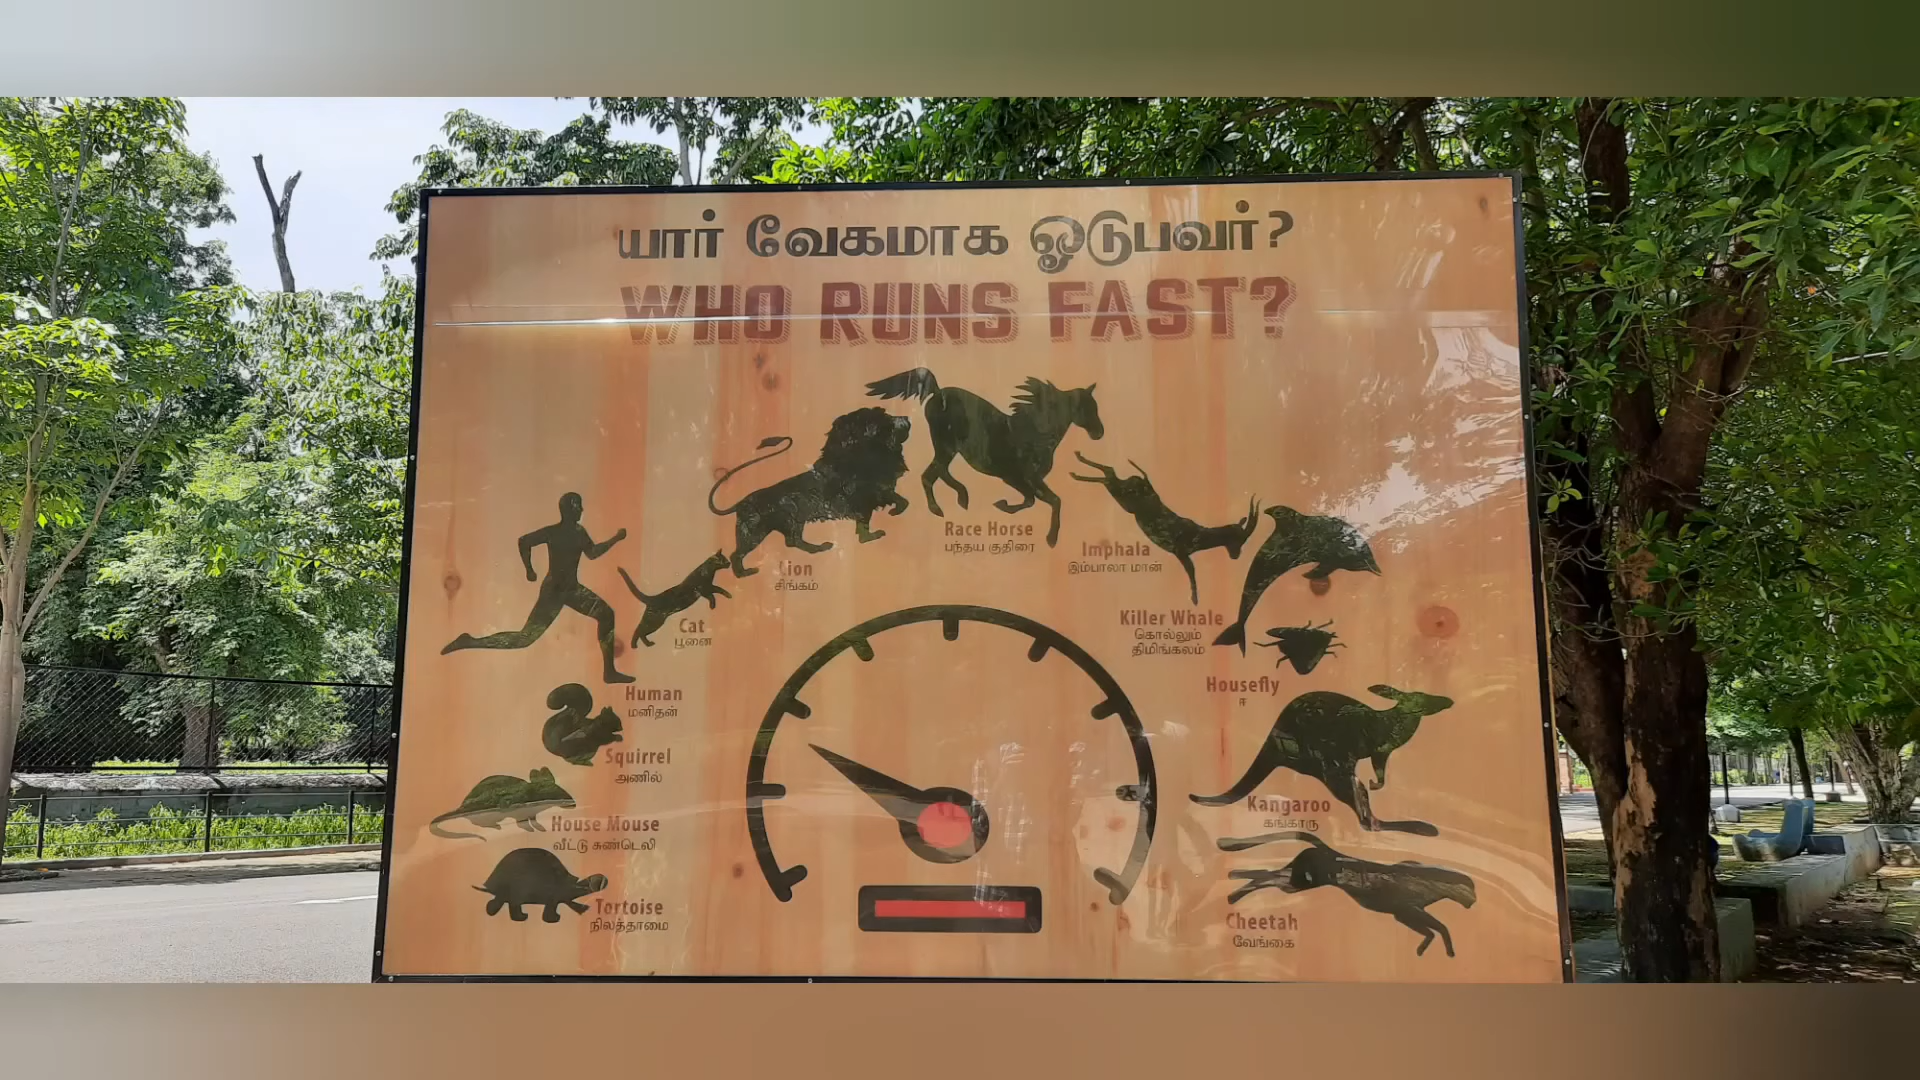 யார் வேகமாக ஓடுபவர்?
WHO RUNS FAST?
Race Horse
பந்தய குதிரை
Lion
சிங்கம்
Imphala
இம்பாலா மான்
Cat
பூனை
Killer Whale
கொல்லும்
திமிங்கலம்
Human
மனிதன்
Housefly
ஈ
Squirrel
அணில்
House Mouse
வீட்டு சுண்டெலி
Kangaroo
கங்காரு
Tortoise
நிலத்தாமை
Cheetah
வேங்கை